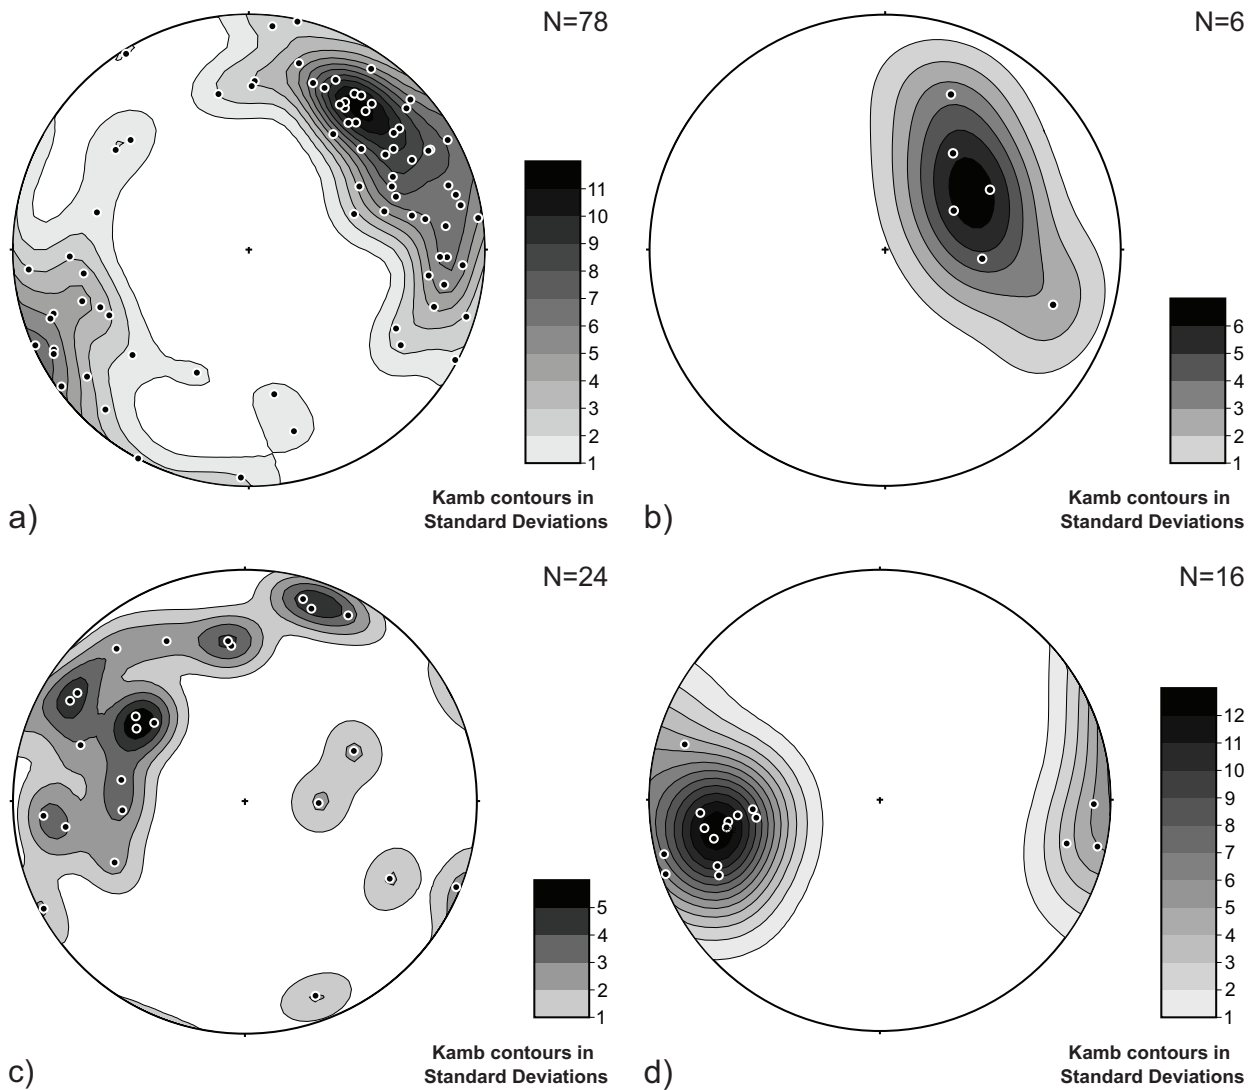 N=78
11
10
9
8
7
6
5
4
3
2
1
Kamb contours in
Standard Deviations
a)
N=6
6
5
4
3
2
1
Kamb contours in
Standard Deviations
b)
N=24
5
4
3
2
1
Kamb contours in
Standard Deviations
c)
N=16
12
11
10
9
8
7
6
5
4
3
2
1
Kamb contours in
Standard Deviations
d)